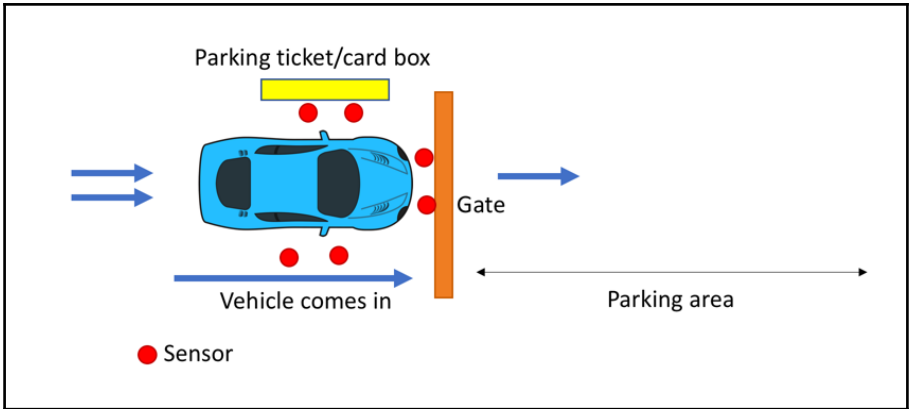 Parking ticket/card box
Gate
Vehicle comes in
Parking area
Sensor